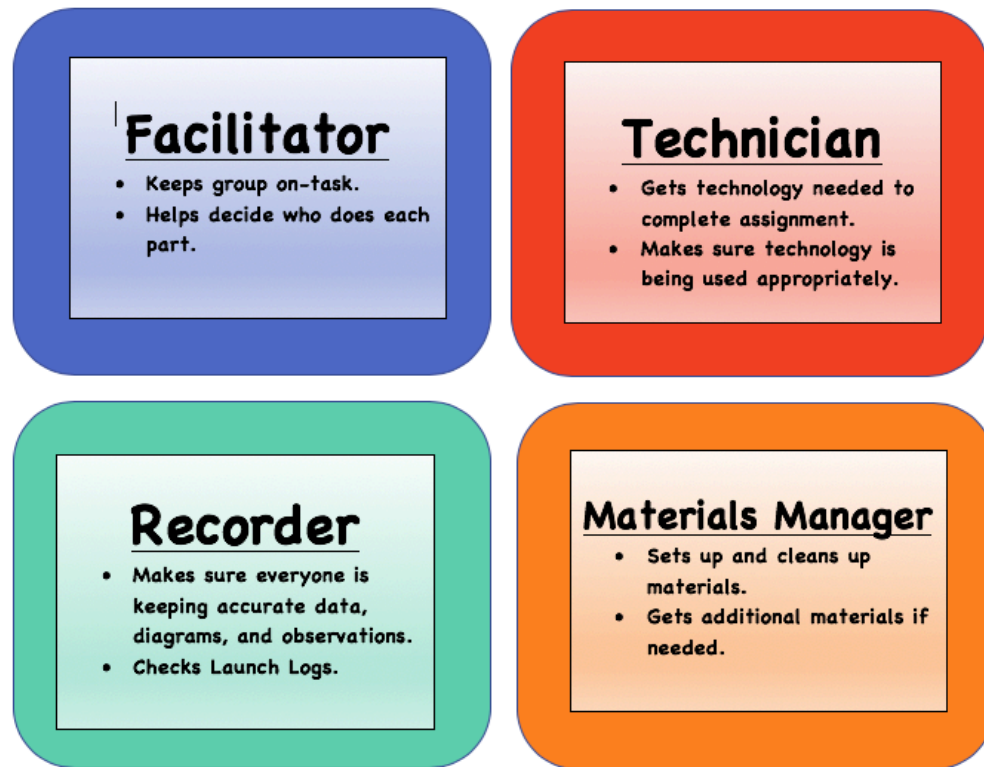 Facilitator
• Keeps group on-task.
• Helps decide who does each
part.
Technician
• Gets technology needed to
complete assignment.
• Makes sure technology is
being used appropriately.
Recorder
• Makes sure everyone is
keeping accurate data,
diagrams, and observations.
• Checks Launch Logs.
Materials Manager
• Sets up and cleans up
materials.
• Gets additional materials if
needed.